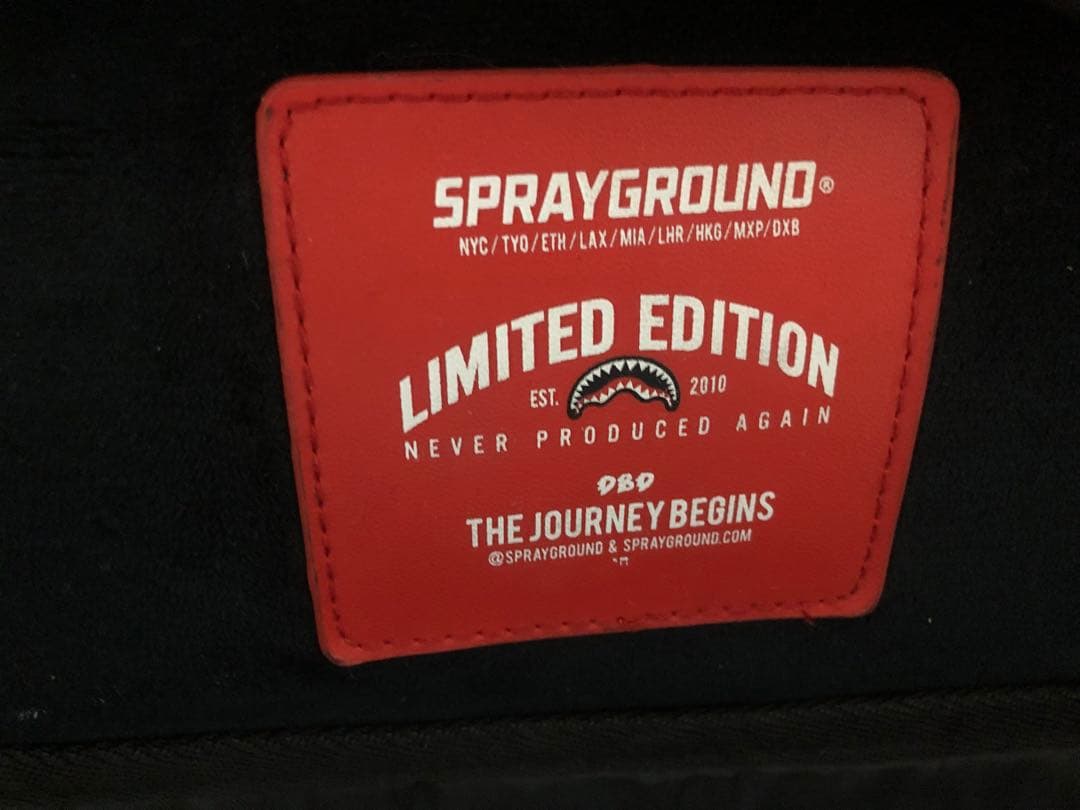 SPRAYGROUND®
NYC/TYO/ETH/LAX/MIA/LHR/HKG/MXP/DXB
LIMITED EDITION
EST. 2010
NEVER PRODUCED AGAIN
DBD
THE JOURNEY BEGINS
@SPRAYGROUND & SPRAYGROUND.COM